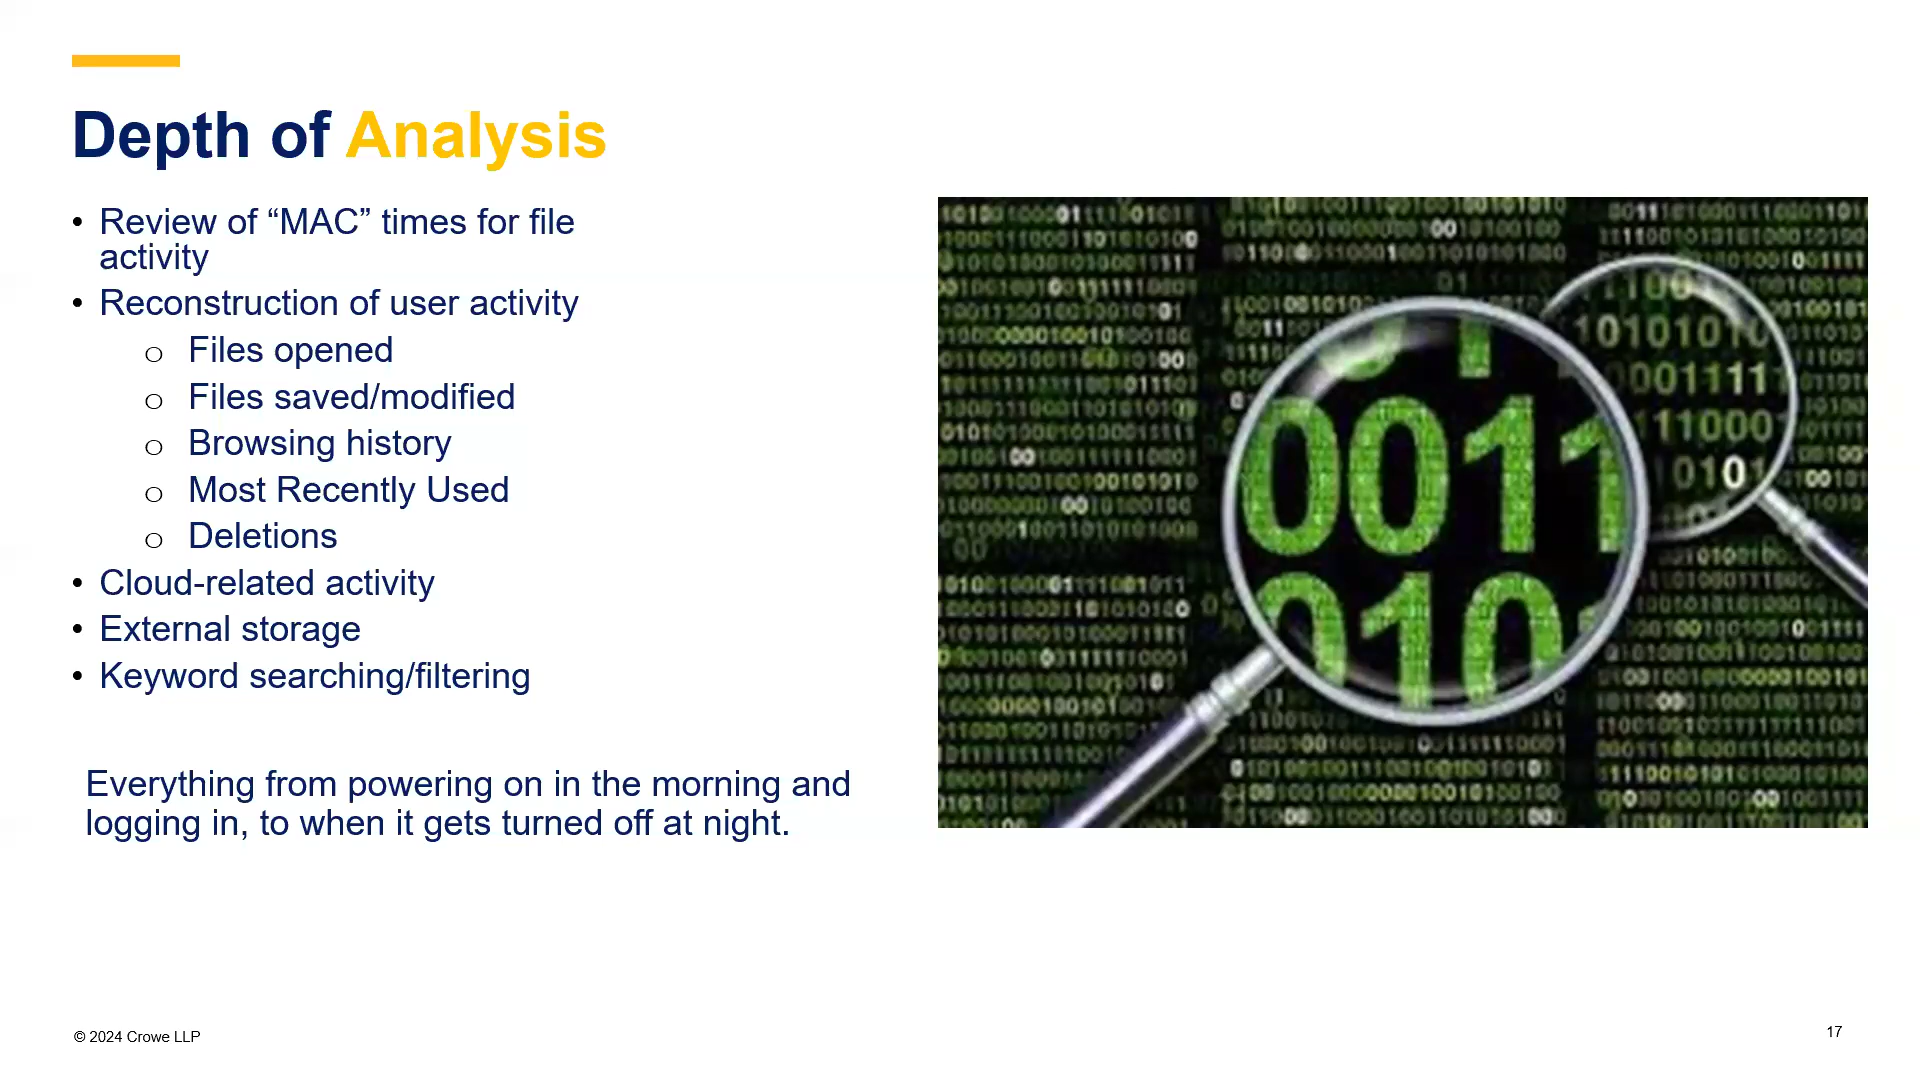 Depth of Analysis
• Review of “MAC” times for file
activity
• Reconstruction of user activity
o Files opened
o Files saved/modified
o Browsing history
o Most Recently Used
o Deletions
• Cloud-related activity
• External storage
• Keyword searching/filtering
Everything from powering on in the morning and
logging in, to when it gets turned off at night.
0011
010
© 2024 Crowe LLP
17